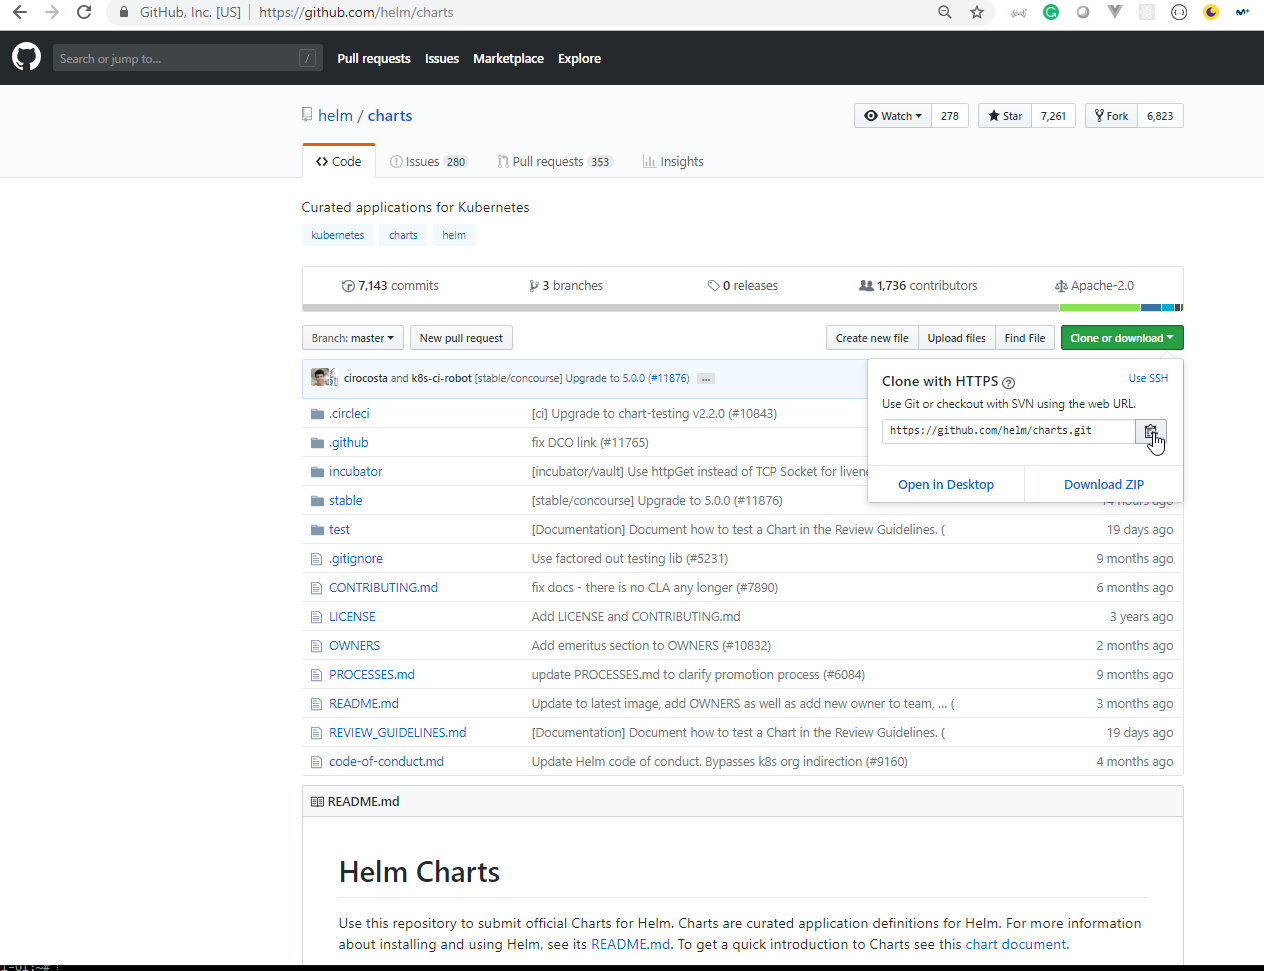 GitHub, Inc. [US] | https://github.com/helm/charts
Search or jump to... /
Pull requests Issues Marketplace Explore
helm / charts
Watch 278 Star 7,261 Fork 6,823
Code Issues 280 Pull requests 353 Insights
Curated applications for Kubernetes
kubernetes charts helm
7,143 commits 3 branches 0 releases 1,736 contributors Apache-2.0
Branch: master New pull request Create new file Upload files Find File Clone or download
cirocosta and k8s-ci-robot [stable/concourse] Upgrade to 5.0.0 (#11876) ...
Clone with HTTPS ? Use SSH
Use Git or checkout with SVN using the web URL.
https://github.com/helm/charts.git
Open in Desktop Download ZIP
.circleci [ci] Upgrade to chart-testing v2.2.0 (#10843)
.github fix DCO link (#11765)
incubator [incubator/vault] Use httpGet instead of TCP Socket for livene
stable [stable/concourse] Upgrade to 5.0.0 (#11876) 14 hours ago
test [Documentation] Document how to test a Chart in the Review Guidelines. ( 19 days ago
.gitignore Use factored out testing lib (#5231) 9 months ago
CONTRIBUTING.md fix docs - there is no CLA any longer (#7890) 6 months ago
LICENSE Add LICENSE and CONTRIBUTING.md 3 years ago
OWNERS Add emeritus section to OWNERS (#10832) 2 months ago
PROCESSES.md update PROCESSES.md to clarify promotion process (#6084) 9 months ago
README.md Update to latest image, add OWNERS as well as add new owner to team, ... ( 3 months ago
REVIEW_GUIDELINES.md [Documentation] Document how to test a Chart in the Review Guidelines. ( 19 days ago
code-of-conduct.md Update Helm code of conduct. Bypasses k8s org indirection (#9160) 4 months ago
README.md
Helm Charts
Use this repository to submit official Charts for Helm. Charts are curated application definitions for Helm. For more information
about installing and using Helm, see its README.md. To get a quick introduction to Charts see this chart document.